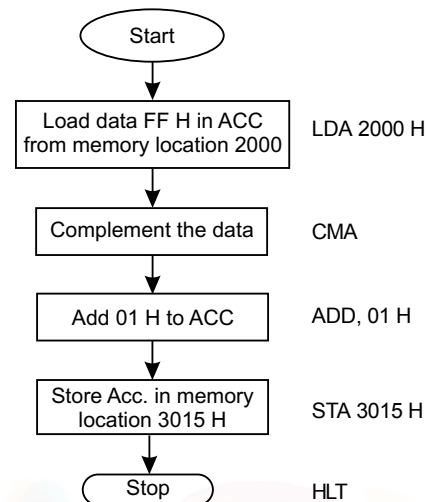 Start
Load data FF H in ACC
from memory location 2000
LDA 2000 H
Complement the data
CMA
Add 01 H to ACC
ADD, 01 H
Store Acc. in memory
location 3015 H
STA 3015 H
Stop
HLT